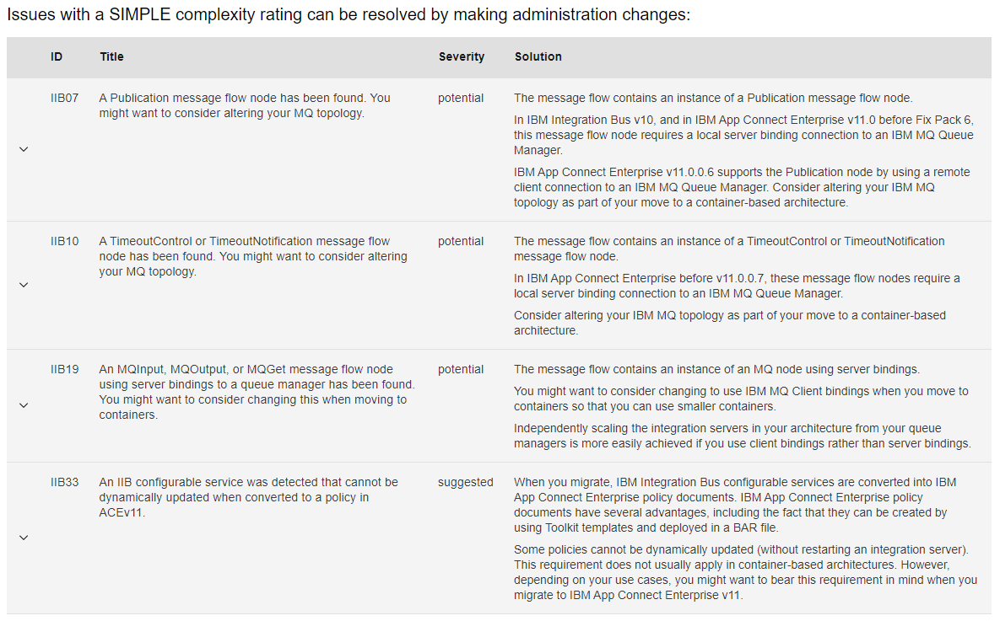 Issues with a SIMPLE complexity rating can be resolved by making administration changes:
ID Title Severity Solution
IIB07 A Publication message flow node has been found. You might want to consider altering your MQ topology. potential
The message flow contains an instance of a Publication message flow node.
In IBM Integration Bus v10, and in IBM App Connect Enterprise v11.0 before Fix Pack 6,
this message flow node requires a local server binding connection to an IBM MQ Queue
Manager.
IBM App Connect Enterprise v11.0.0.6 supports the Publication node by using a remote
client connection to an IBM MQ Queue Manager. Consider altering your IBM MQ
topology as part of your move to a container-based architecture.
IIB10 A TimeoutControl or TimeoutNotification message flow
node has been found. You might want to consider altering
your MQ topology.
potential
The message flow contains an instance of a TimeoutControl or TimeoutNotification
message flow node.
In IBM App Connect Enterprise before v11.0.0.7, these message flow nodes require a
local server binding connection to an IBM MQ Queue Manager.
Consider altering your IBM MQ topology as part of your move to a container-based
architecture.
IIB19 An MQInput, MQOutput, or MQGet message flow node
using server bindings to a queue manager has been found.
You might want to consider changing this when moving to
containers.
potential
The message flow contains an instance of an MQ node using server bindings.
You might want to consider changing to use IBM MQ Client bindings when you move to
containers so that you can use smaller containers.
Independently scaling the integration servers in your architecture from your queue
managers is more easily achieved if you use client bindings rather than server bindings.
IIB33 An IIB configurable service was detected that cannot be
dynamically updated when converted to a policy in
ACEv11.
suggested
When you migrate, IBM Integration Bus configurable services are converted into IBM
App Connect Enterprise policy documents. IBM App Connect Enterprise policy
documents have several advantages, including the fact that they can be created by
using Toolkit templates and deployed in a BAR file.
Some policies cannot be dynamically updated (without restarting an integration server).
This requirement does not usually apply in container-based architectures. However,
depending on your use cases, you might want to bear this requirement in mind when you
migrate to IBM App Connect Enterprise v11.